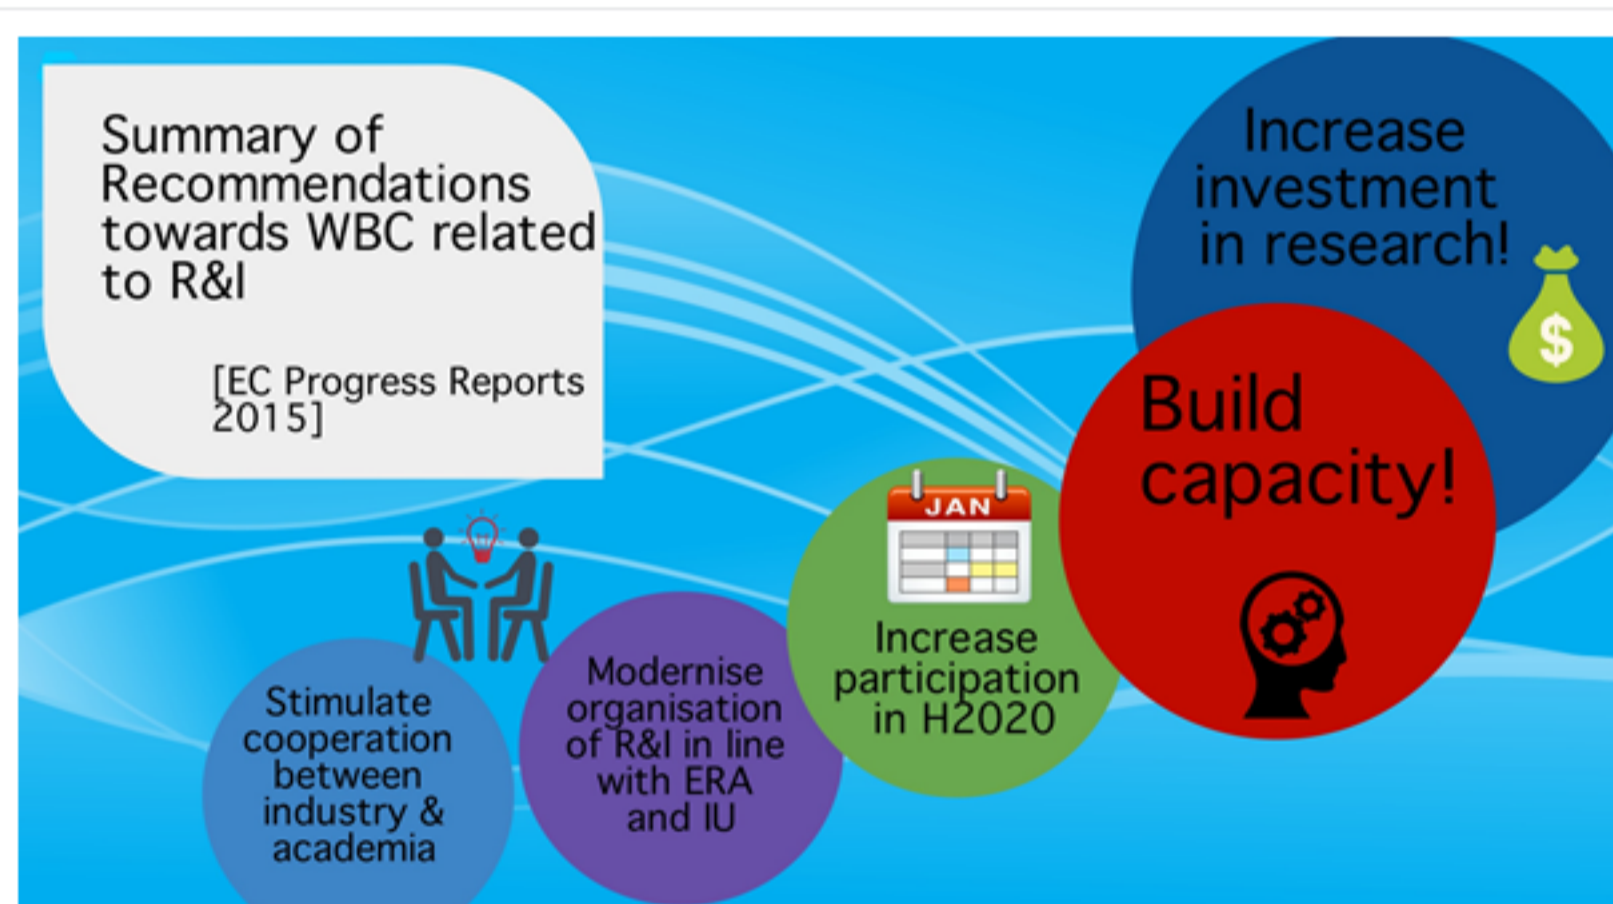 Summary of
Recommendations
towards WBC related
to R&I
[EC Progress Reports
2015]
Increase
investment
in research!
$
Build
capacity!
JAN
Increase
participation
in H2020
Modernise
organisation
of R&I in line
with ERA
and IU
Stimulate
cooperation
between
industry &
academia